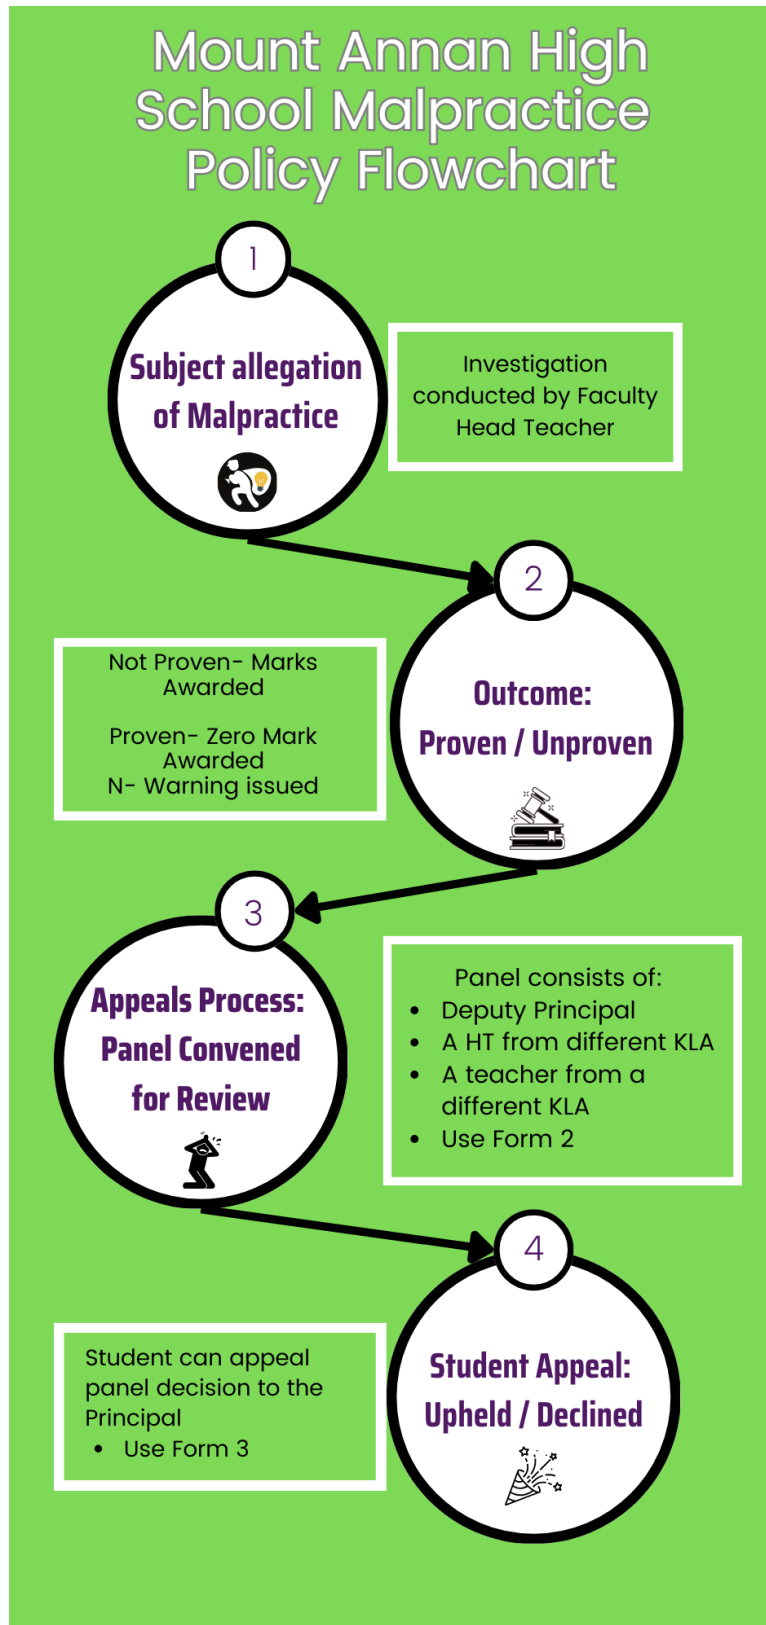 Mount Annan High
School Malpractice
Policy Flowchart
1
Subject allegation
of Malpractice
Investigation
conducted by Faculty
Head Teacher
2
Outcome:
Proven / Unproven
Not Proven- Marks
Awarded
Proven- Zero Mark
Awarded
N- Warning issued
3
Appeals Process:
Panel Convened
for Review
Panel consists of:
• Deputy Principal
• A HT from different KLA
• A teacher from a
different KLA
• Use Form 2
4
Student Appeal:
Upheld / Declined
Student can appeal
panel decision to the
Principal
• Use Form 3